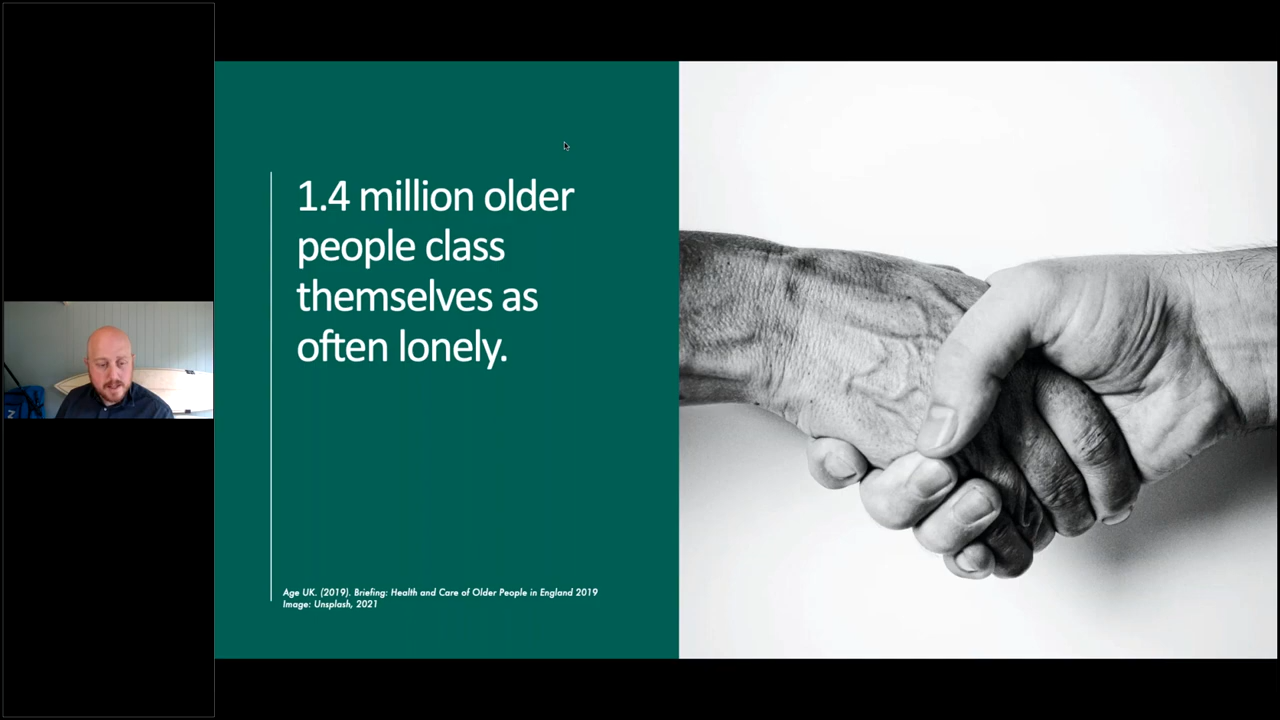 1.4 million older
people class
themselves as
often lonely.
Age UK. (2019). Briefing: Health and Care of Older People in England 2019
Image: Unsplash, 2021